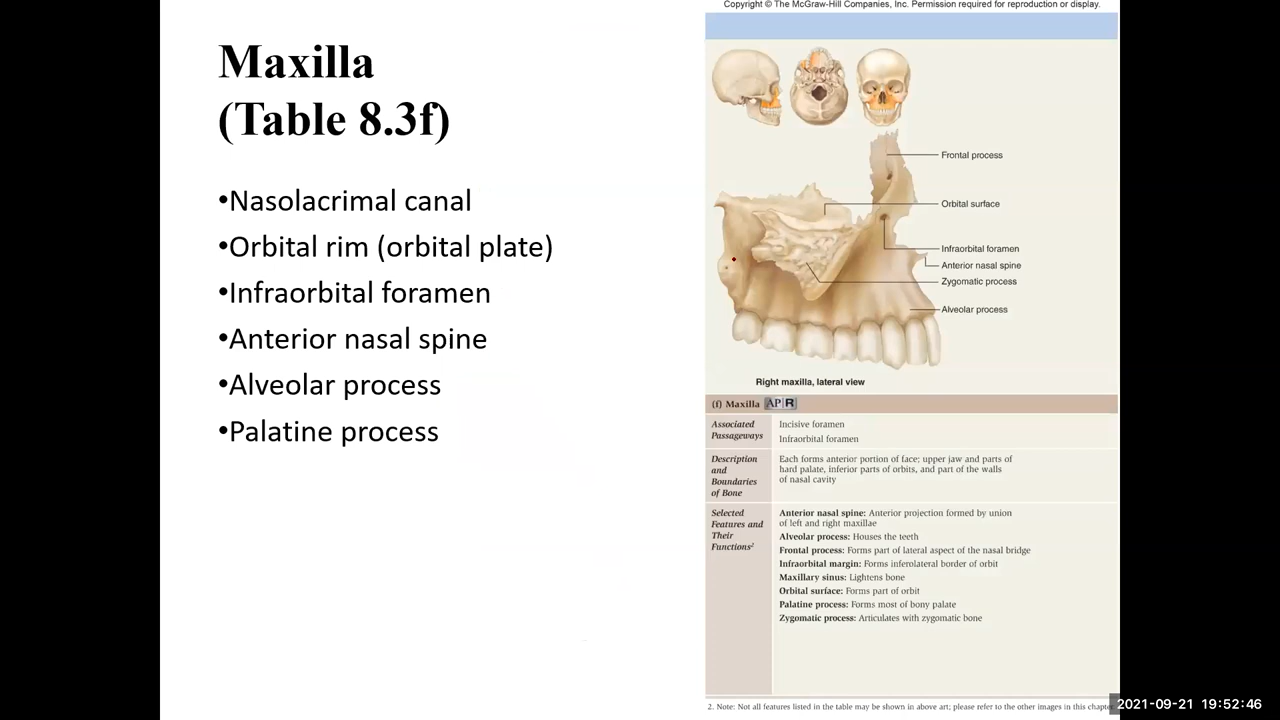 Copyright © The McGraw-Hill Companies, Inc. Permission required for reproduction or display.
Maxilla
(Table 8.3f)
•Nasolacrimal canal
•Orbital rim (orbital plate)
•Infraorbital foramen
•Anterior nasal spine
•Alveolar process
•Palatine process
Frontal process
Orbital surface
Infraorbital foramen
Anterior nasal spine
Zygomatic process
Alveolar process
Right maxilla, lateral view
(f) Maxilla AP|R
Associated
Passageways
Incisive foramen
Infraorbital foramen
Description
and
Boundaries
of Bone
Each forms anterior portion of face; upper jaw and parts of
hard palate, inferior parts of orbits, and part of the walls
of nasal cavity
Selected
Features and
Their
Functions²
Anterior nasal spine: Anterior projection formed by union
of left and right maxillae
Alveolar process: Houses the teeth
Frontal process: Forms part of lateral aspect of the nasal bridge
Infraorbital margin: Forms inferolateral border of orbit
Maxillary sinus: Lightens bone
Orbital surface: Forms part of orbit
Palatine process: Forms most of bony palate
Zygomatic process: Articulates with zygomatic bone
2. Note: Not all features listed in the table may be shown in above art; please refer to the other images in this chapter.
2021-09-21 19:52:46